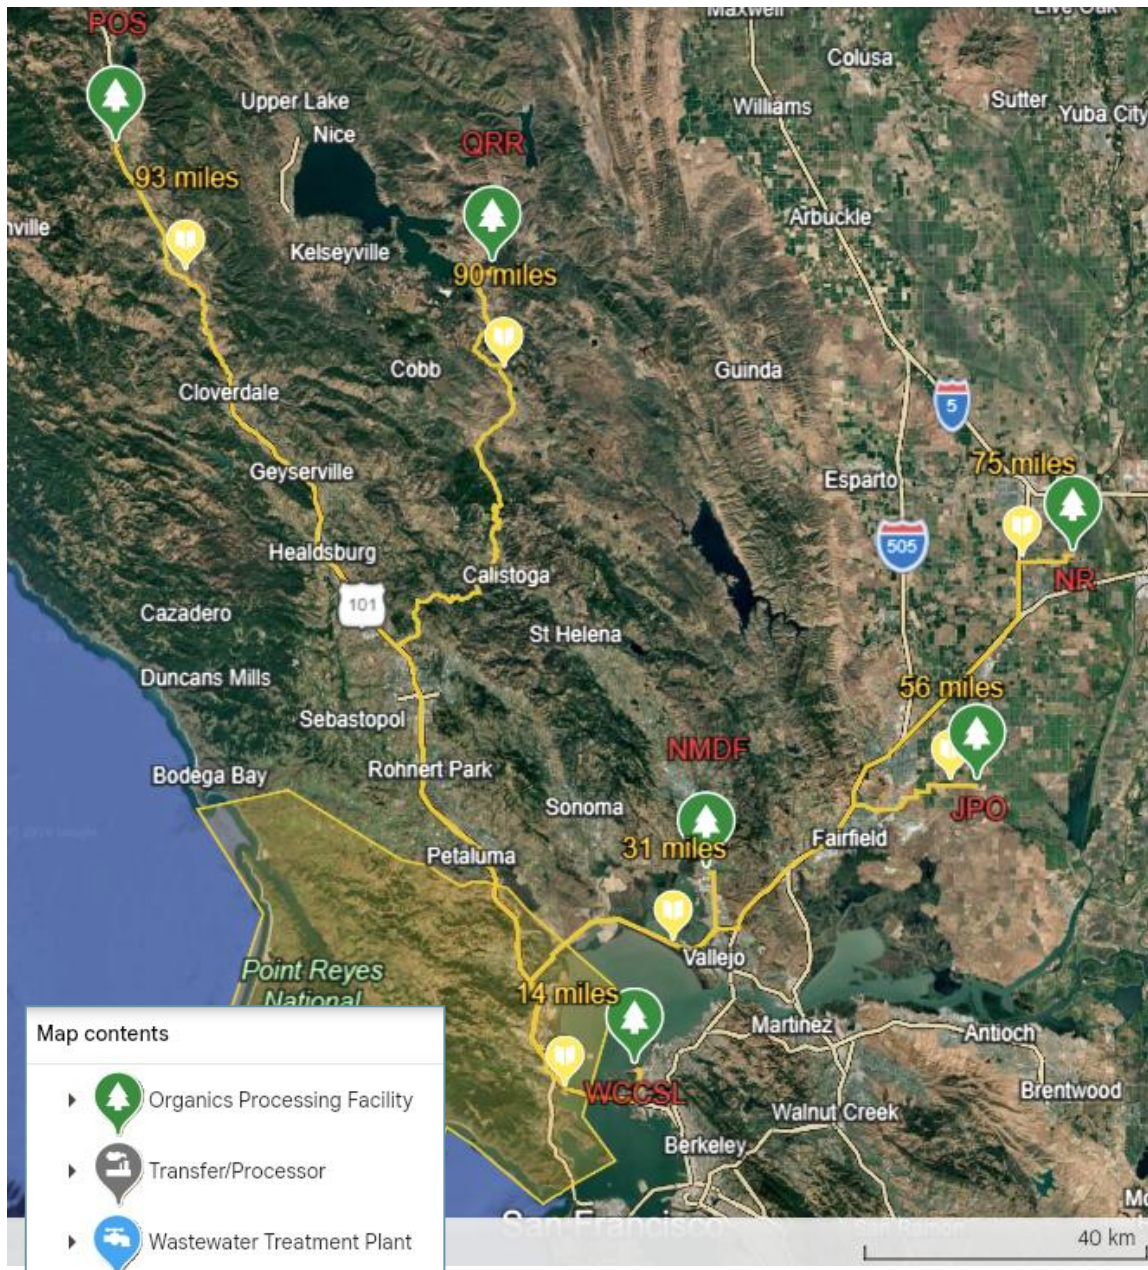 Maxwell
Live Oak
POS
Colusa
Williams
Sutter
Yuba City
Upper Lake
Nice
QRR
93 miles
Arbuckle
Kelseyville
90 miles
Cobb
Guinda
Cloverdale
5
Geyserville
75 miles
Esparto
Healdsburg
505
Calistoga
NR
101
Cazadero
St Helena
Duncans Mills
56 miles
Sebastopol
NMDF
Bodega Bay
Rohnert Park
Sonoma
JPO
Petaluma
31 miles
Fairfield
Vallejo
Point Reyes
National
14 miles
Martinez
Antioch
WCCSL
Brentwood
Walnut Creek
Berkeley
San Francisco
San Ramon
40 km
Map contents
Organics Processing Facility
Transfer/Processor
Wastewater Treatment Plant